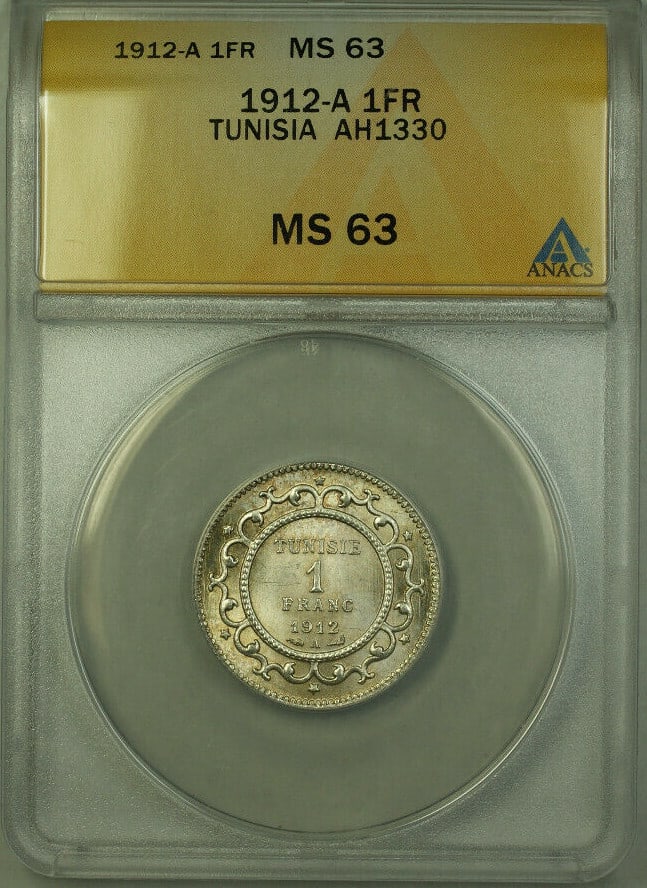 1912-A 1FR MS 63
1912-A 1FR
TUNISIA AH1330
MS 63
ANACS
TUNISIE
1
FRANC
1912
A